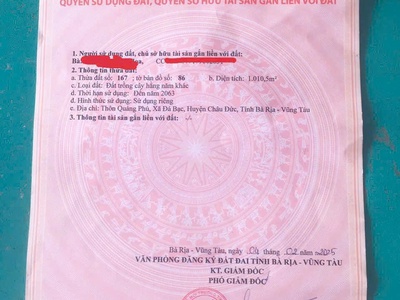 QUYỀN SỬ DỤNG ĐẤT, QUYỀN SỞ HỮU TÀI SẢN GẮN LIỀN VỚI ĐẤT
1. Người sử dụng đất, chủ sở hữu tài sản gắn liền với đất:
Bà:
2. Thông tin thửa đất:
a. Thửa đất số: 167; tờ bản đồ số: 86 b. Diện tích: 1.010,5m²
c. Loại đất: Đất trồng cây hằng năm khác
d. Thời hạn sử dụng: Đến năm 2063
đ. Hình thức sử dụng: Sử dụng riêng
e. Địa chỉ: Thôn Quảng Phú, Xã Đá Bạc, Huyện Châu Đức, Tỉnh Bà Rịa - Vũng Tàu
3. Thông tin tài sản gắn liền với đất:
Bà Rịa - Vũng Tàu, ngày 04 tháng 02 năm 2025
VĂN PHÒNG ĐĂNG KÝ ĐẤT ĐAI TỈNH BÀ RỊA - VŨNG TÀU
KT. GIÁM ĐỐC
PHÓ GIÁM ĐỐC